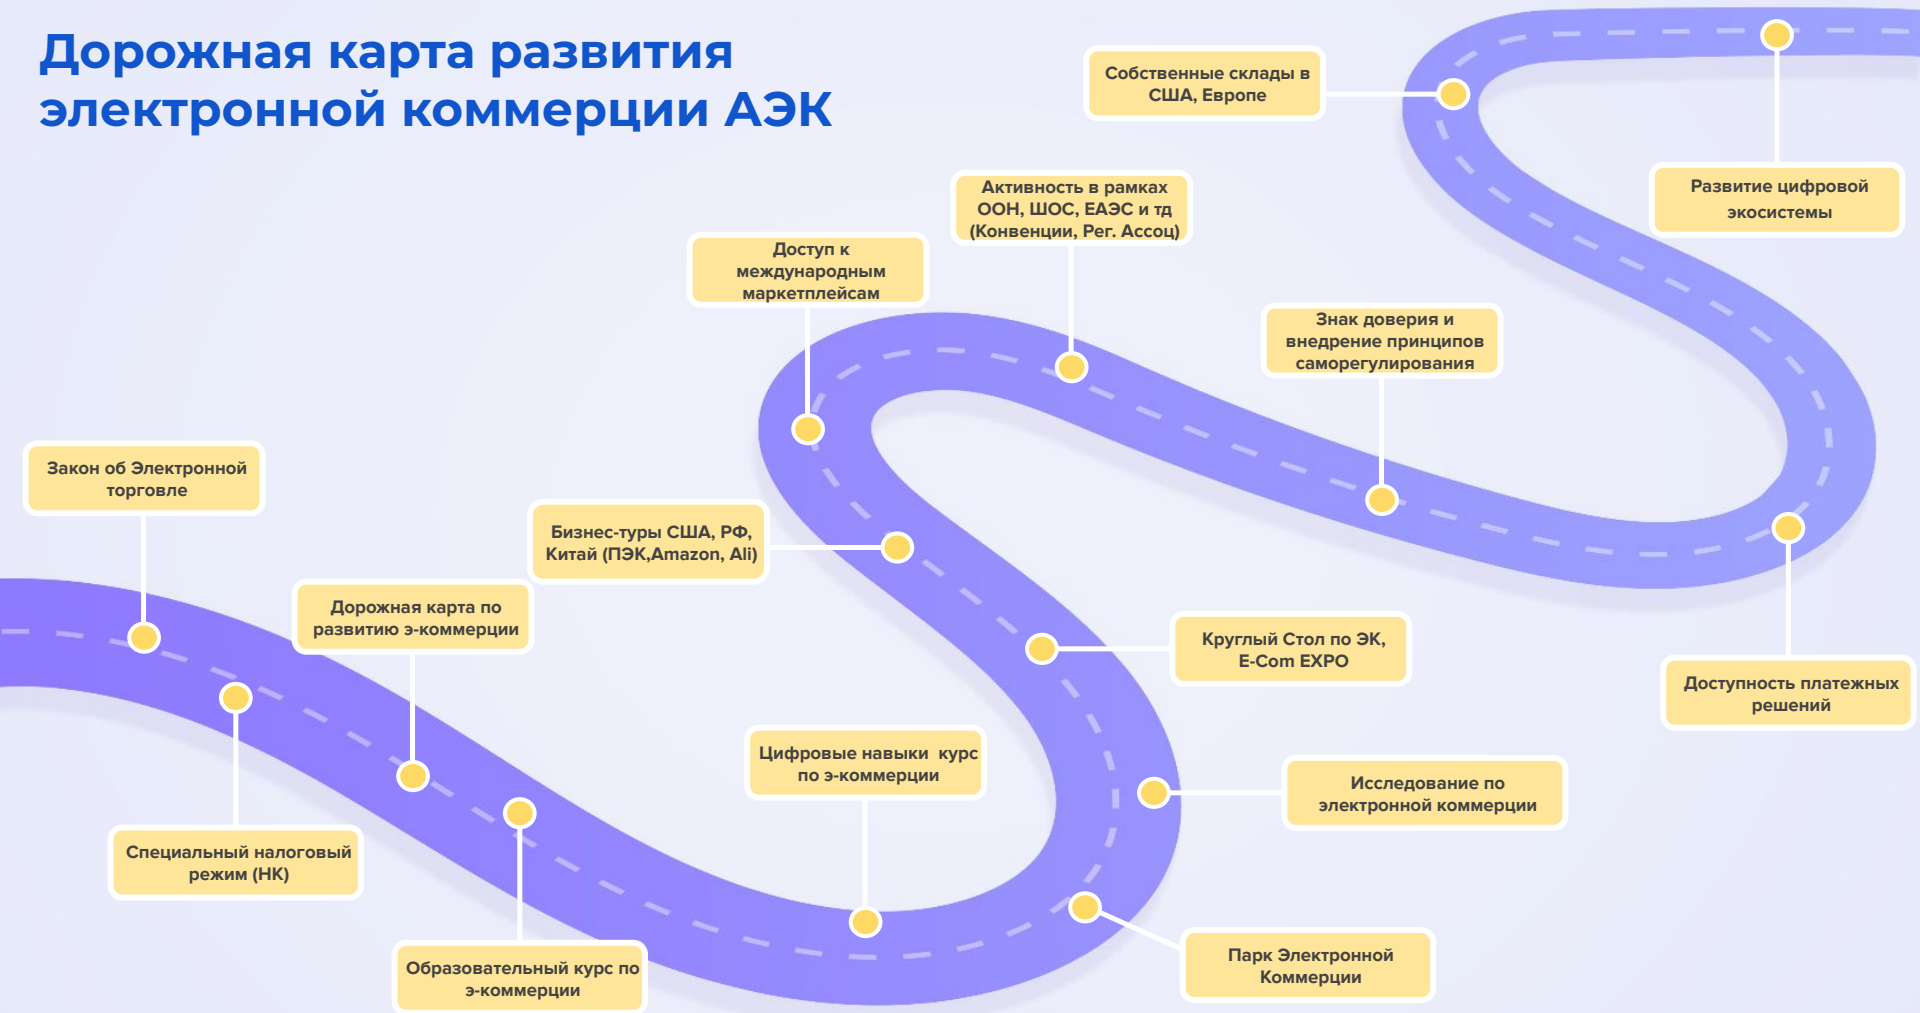 Дорожная карта развития
электронной коммерции АЭК
Собственные склады в
США, Европе
Развитие цифровой
экосистемы
Активность в рамках
ООН, ШОС, ЕАЭС и тд
(Конвенции, Рег. Ассоц)
Доступ к
международным
маркетплейсам
Знак доверия и
внедрение принципов
саморегулирования
Закон об Электронной
торговле
Бизнес-туры США, РФ,
Китай (ПЭК,Amazon, Ali)
Дорожная карта по
развитию э-коммерции
Круглый Стол по ЭК,
E-Com EXPO
Доступность платежных
решений
Цифровые навыки  курс
по э-коммерции
Исследование по
электронной коммерции
Специальный налоговый
режим (НК)
Образовательный курс по
э-коммерции
Парк Электронной
Коммерции